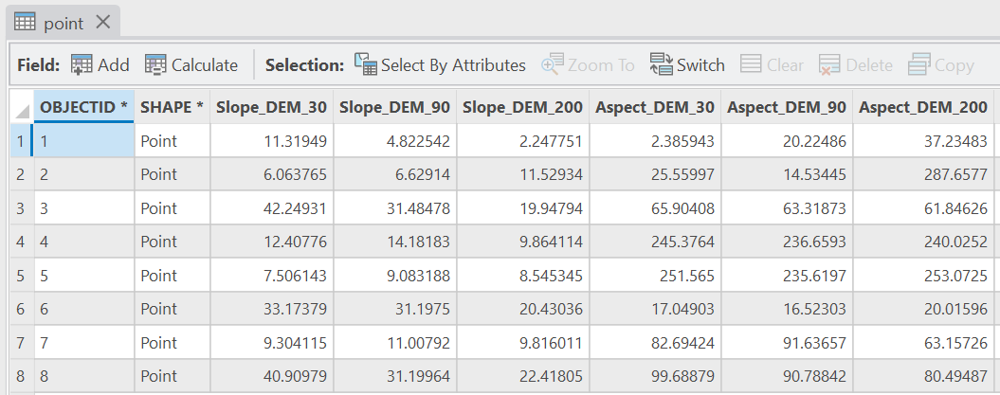 point
Field: Add Calculate Selection: Select By Attributes Zoom To Switch Clear Delete Copy
OBJECTID * SHAPE * Slope_DEM_30 Slope_DEM_90 Slope_DEM_200 Aspect_DEM_30 Aspect_DEM_90 Aspect_DEM_200
1 1 Point 11.31949 4.822542 2.247751 2.385943 20.22486 37.23483
2 2 Point 6.063765 6.62914 11.52934 25.55997 14.53445 287.6577
3 3 Point 42.24931 31.48478 19.94794 65.90408 63.31873 61.84626
4 4 Point 12.40776 14.18183 9.864114 245.3764 236.6593 240.0252
5 5 Point 7.506143 9.083188 8.545345 251.565 235.6197 253.0725
6 6 Point 33.17379 31.1975 20.43036 17.04903 16.52303 20.01596
7 7 Point 9.304115 11.00792 9.816011 82.69424 91.63657 63.15726
8 8 Point 40.90979 31.19964 22.41805 99.68879 90.78842 80.49487